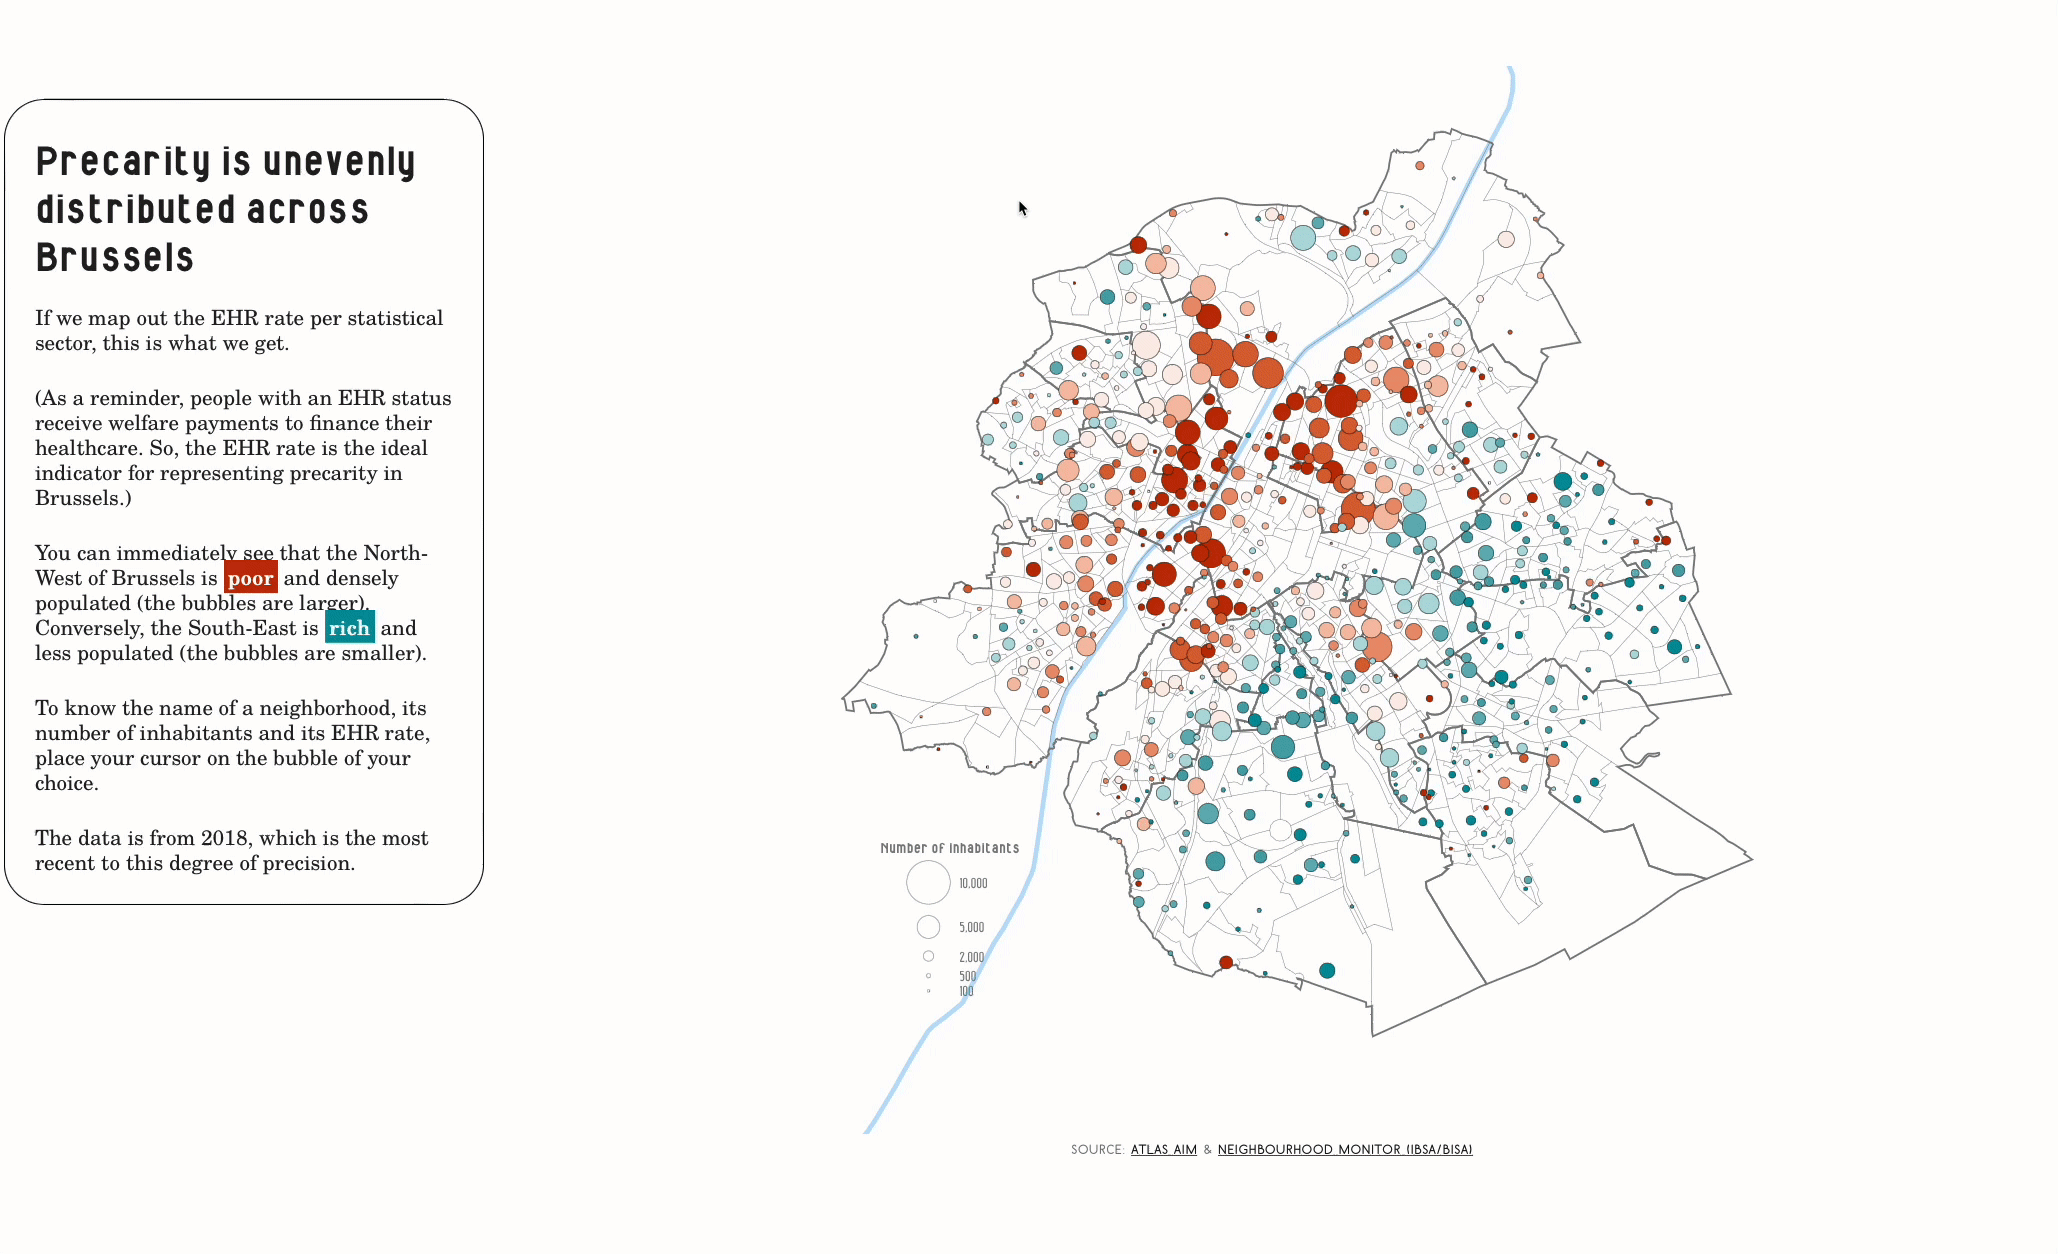 Precarity is unevenly
distributed across
Brussels
If we map out the EHR rate per statistical
sector, this is what we get.
(As a reminder, people with an EHR status
receive welfare payments to finance their
healthcare. So, the EHR rate is the ideal
indicator for representing precarity in
Brussels.)
You can immediately see that the North-
West of Brussels is poor and densely
populated (the bubbles are larger).
Conversely, the South-East is rich and
less populated (the bubbles are smaller).
To know the name of a neighborhood, its
number of inhabitants and its EHR rate,
place your cursor on the bubble of your
choice.
The data is from 2018, which is the most
recent to this degree of precision.
Number of inhabitants
10,000
5,000
2,000
500
100
SOURCE: ATLAS AIM & NEIGHBOURHOOD MONITOR (IBSA/BISA)